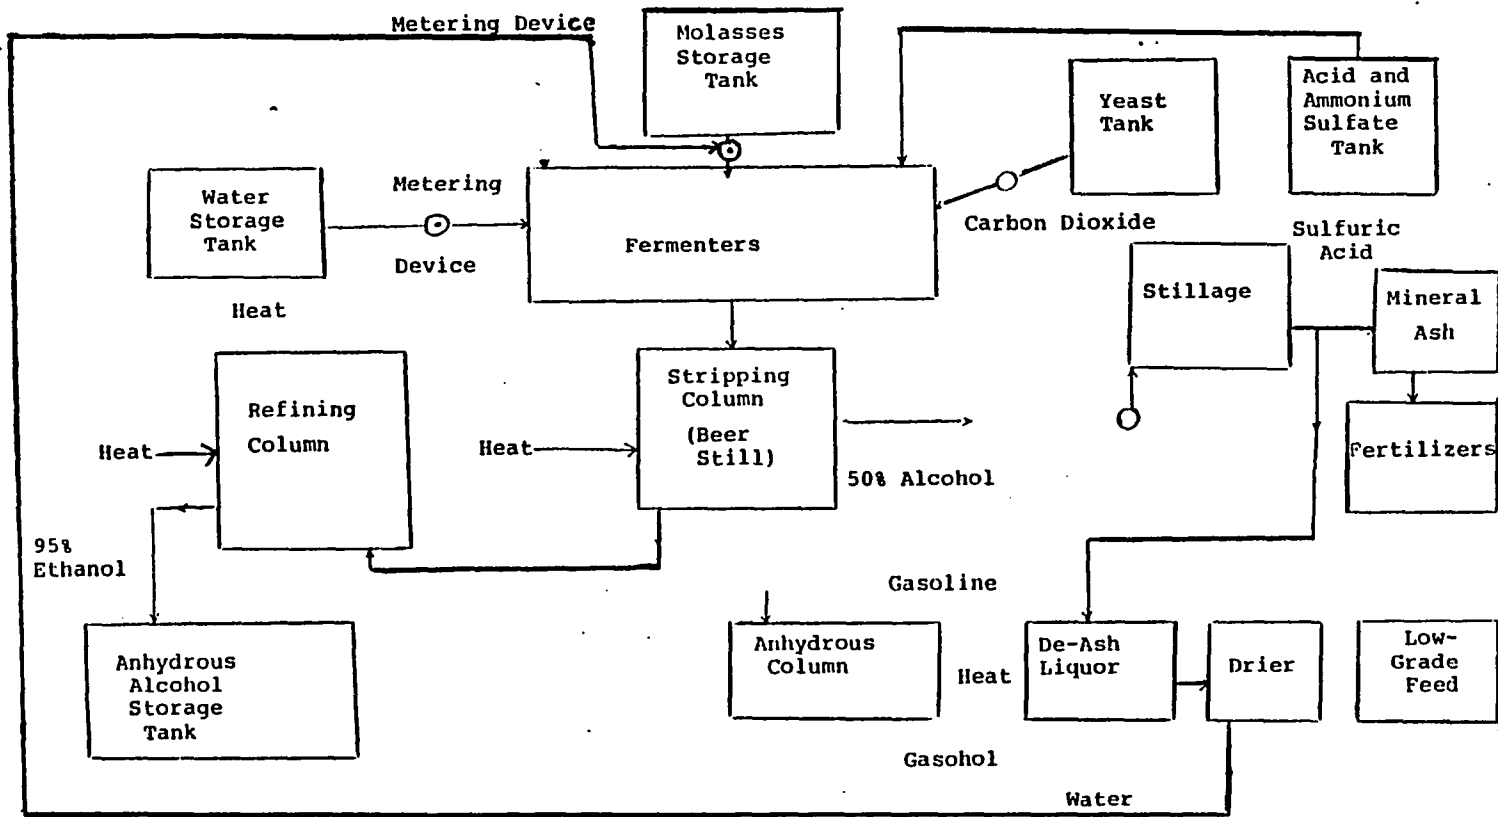 Metering Device
Molasses
Storage
Tank
Yeast
Tank
Acid and
Ammonium
Sulfate
Tank
Water
Storage
Tank
Metering
Device
Fermenters
Carbon Dioxide
Sulfuric
Acid
Stillage
Mineral
Ash
Heat
Refining
Column
Heat
Stripping
Column
(Beer
Still)
Heat
50% Alcohol
Fertilizers
95%
Ethanol
Gasoline
Anhydrous
Alcohol
Storage
Tank
Anhydrous
Column
Heat
De-Ash
Liquor
Drier
Low-
Grade
Feed
Gasohol
Water